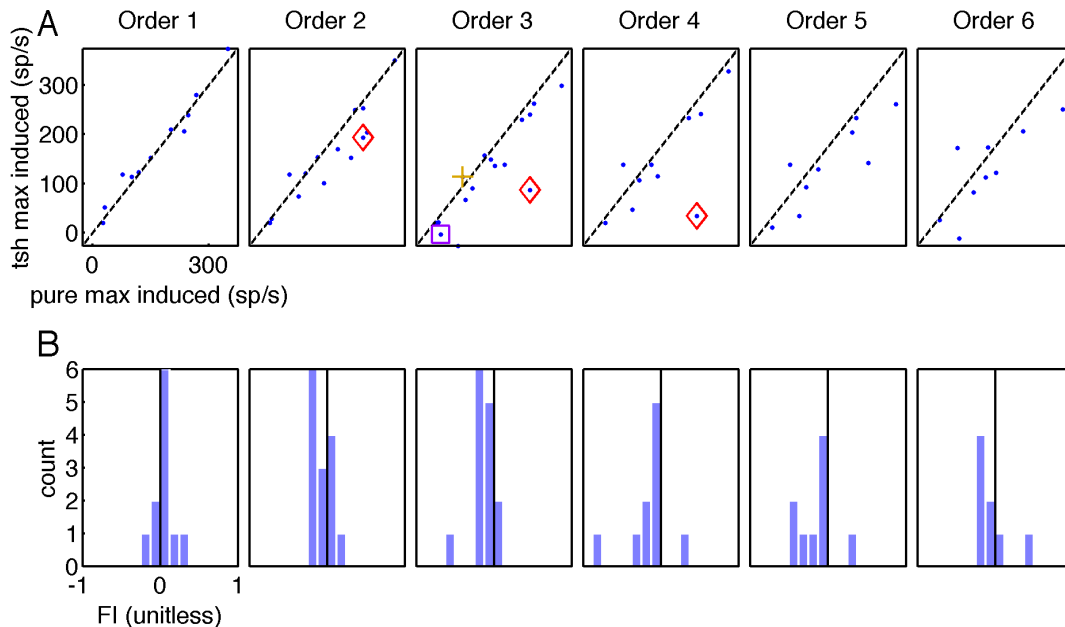 A
Order 1 Order 2 Order 3 Order 4 Order 5 Order 6
tsh max induced (sp/s)
300
200
100
0
0 300
pure max induced (sp/s)
B
count
6
5
4
3
2
1
0
-1 0 1
FI (unitless)